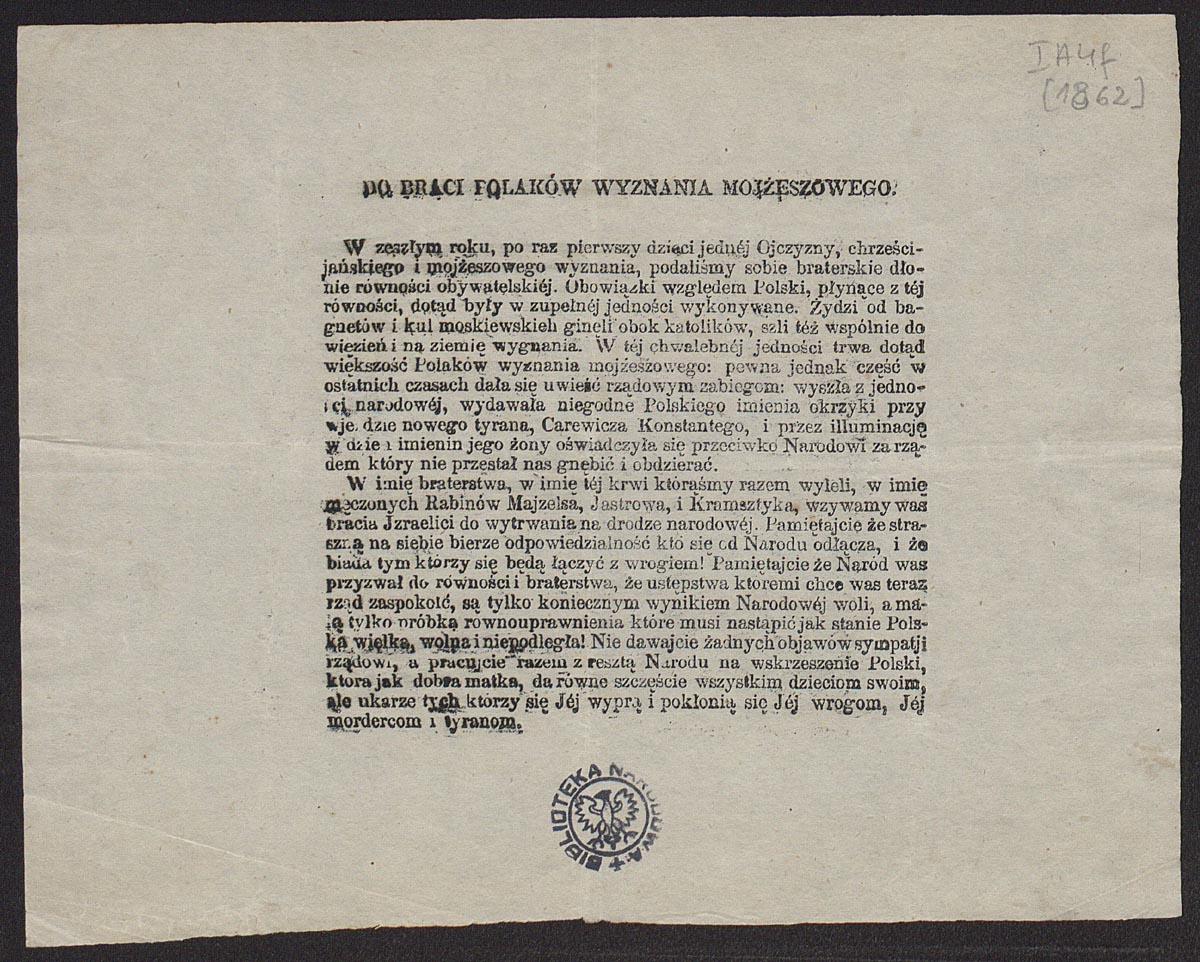 I A 4f
[1862]
DO BRACI POLAKÓW WYZNANIA MOJŻESZOWEGO.
W zeszłym roku, po raz pierwszy dzieci jednéj Ojczyzny, chrześci-
jańskiego i mojżeszowego wyznania, podaliśmy sobie braterskie dło-
nie równości obywatelskiéj. Obowiązki względem Polski, płynące z téj
równości, dotąd były w zupełnéj jedności wykonywane. Żydzi od ba-
gnetów i kul moskiewskich ginęli obok katolików, szli téż wspólnie do
więzień i na ziemię wygnania. W téj chwalebnéj jedności trwa dotąd
większość Polaków wyznania mojżeszowego: pewna jednak część w
ostatnich czasach dała się uwieść rządowym zabiegom: wyszła z jedno-
ści narodowéj, wydawała niegodne Polskiego imienia okrzyki przy
wjeździe nowego tyrana, Carewicza Konstantego, i przez illuminację
w dzień imienin jego żony oświadczyła się przeciwko Narodowi za rzą-
dem który nie przestał nas gnębić i obdzierać.
W imię braterstwa, w imię téj krwi którąśmy razem wyleli, w imię
męczonych Rabinów Majzelsa, Jastrowa, i Kramsztyka, wzywamy was
bracia Jzraelici do wytrwania na drodze narodowéj. Pamiętajcie że stra-
szną na siebie bierze odpowiedzialność kto się od Narodu odłącza, i że
biada tym którzy się będą łączyć z wrogiem! Pamiętajcie że Naród was
przyzwał do równości i braterstwa, że ustępstwa ktoremi chce was teraz
rząd zaspokoić, są tylko koniecznym wynikiem Narodowéj woli, a ma-
łą tylko próbką równouprawnienia które musi nastąpić jak stanie Pols-
ka wielka, wolna i niepodległa! Nie dawajcie żadnych objawów sympatji
rządowi, a pracujcie razem z resztą Narodu na wskrzeszenie Polski,
ktora jak dobra matka, da równe szczęście wszystkim dzieciom swoim,
ale ukarze tych którzy się Jéj wyprą i pokłonią się Jéj wrogom, Jéj
mordercom i tyranom.
BIBLIOTEKA NARODOWA